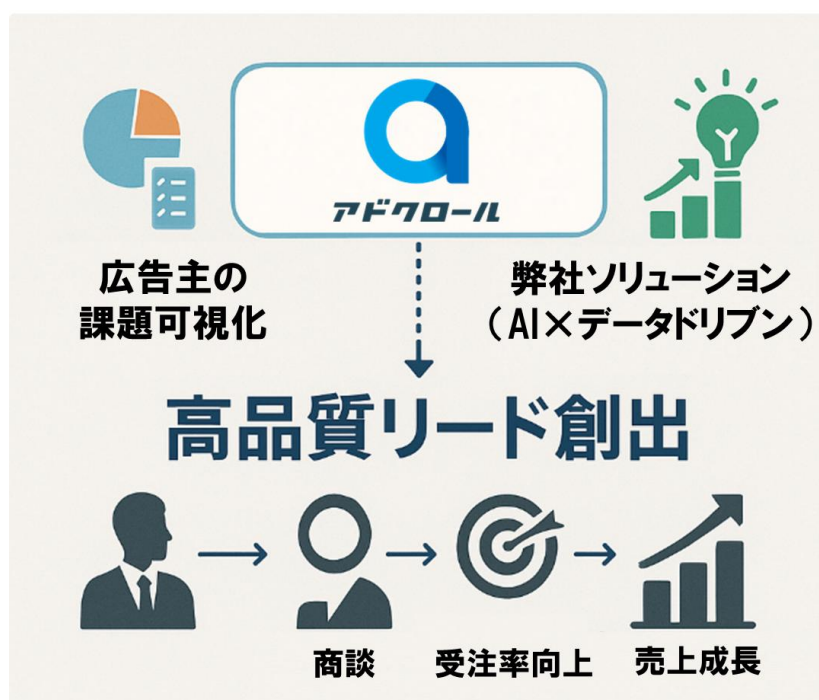 アドクロール
広告主の
課題可視化
弊社ソリューション
（AI×データドリブン）
高品質リード創出
商談
受注率向上
売上成長